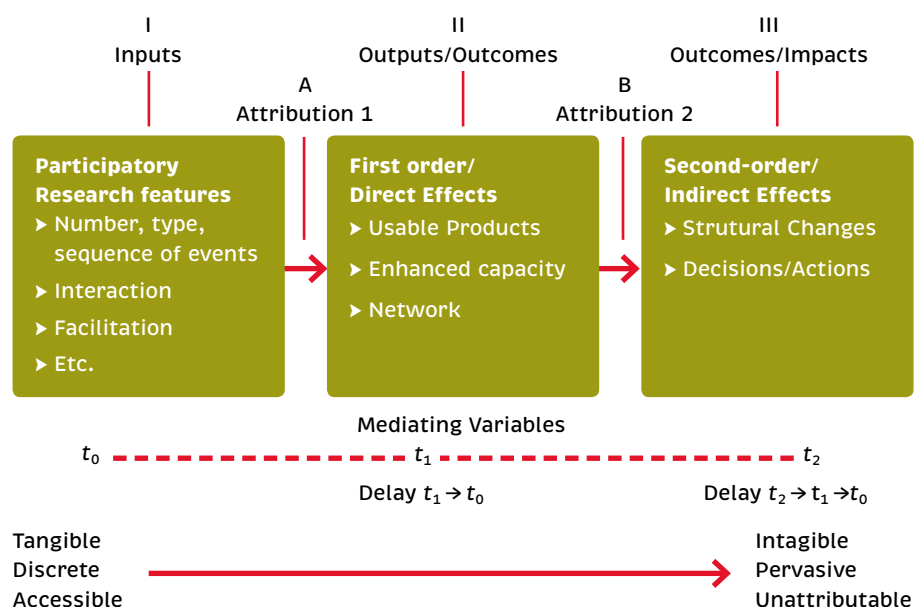 I
Inputs
II
Outputs/Outcomes
III
Outcomes/Impacts
A
Attribution 1
B
Attribution 2
Participatory
Research features
➤ Number, type,
sequence of events
➤ Interaction
➤ Facilitation
➤ Etc.
First order/
Direct Effects
➤ Usable Products
➤ Enhanced capacity
➤ Network
Second-order/
Indirect Effects
➤ Strutural Changes
➤ Decisions/Actions
Mediating Variables
t₀ t₁ t₂
Delay t₁ → t₀
Delay t₂ → t₁ → t₀
Tangible
Discrete
Accessible
Intagible
Pervasive
Unattributable